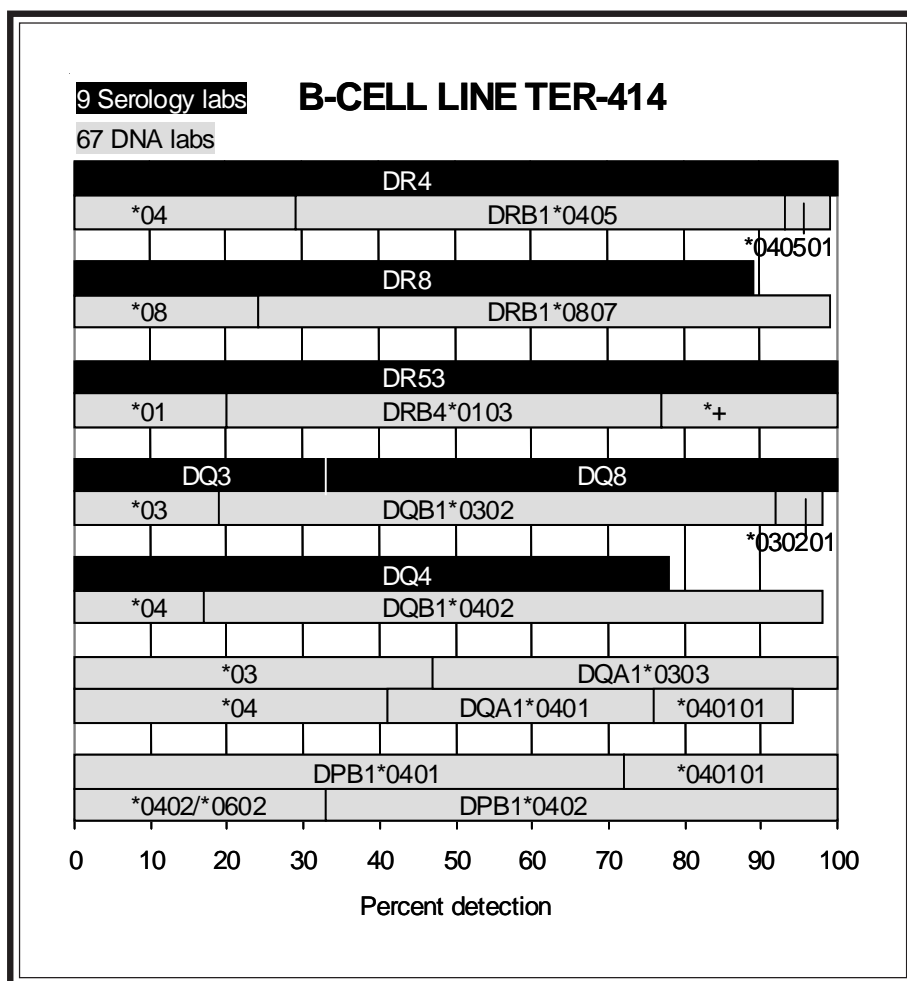 9 Serology labs B-CELL LINE TER-414
67 DNA labs
DR4
*04 DRB1*0405
*040501
DR8
*08 DRB1*0807
DR53
*01 DRB4*0103 *+
DQ3 DQ8
*03 DQB1*0302
*030201
DQ4
*04 DQB1*0402
*03 DQA1*0303
*04 DQA1*0401 *040101
DPB1*0401 *040101
*0402/*0602 DPB1*0402
0 10 20 30 40 50 60 70 80 90 100
Percent detection